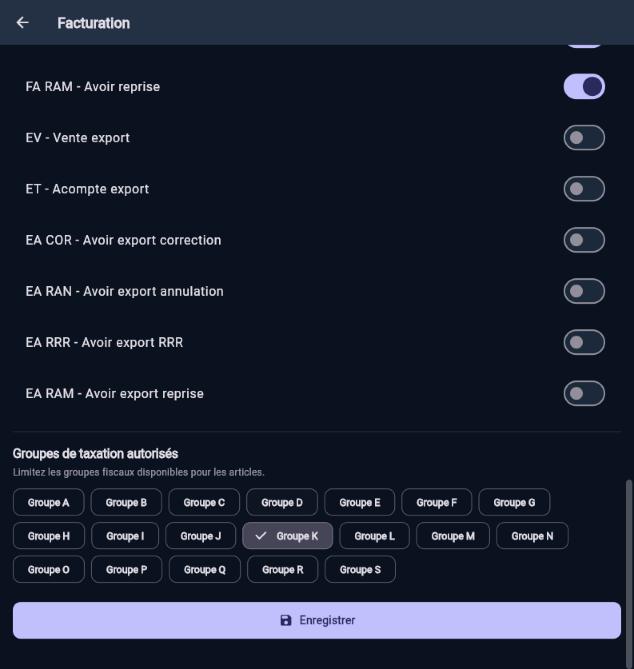 Facturation
FA RAM - Avoir reprise
EV - Vente export
ET - Acompte export
EA COR - Avoir export correction
EA RAN - Avoir export annulation
EA RRR - Avoir export RRR
EA RAM - Avoir export reprise
Groupes de taxation autorisés
Limitez les groupes fiscaux disponibles pour les articles.
Groupe A Groupe B Groupe C Groupe D Groupe E Groupe F Groupe G
Groupe H Groupe I Groupe J Groupe K Groupe L Groupe M Groupe N
Groupe O Groupe P Groupe Q Groupe R Groupe S
Enregistrer